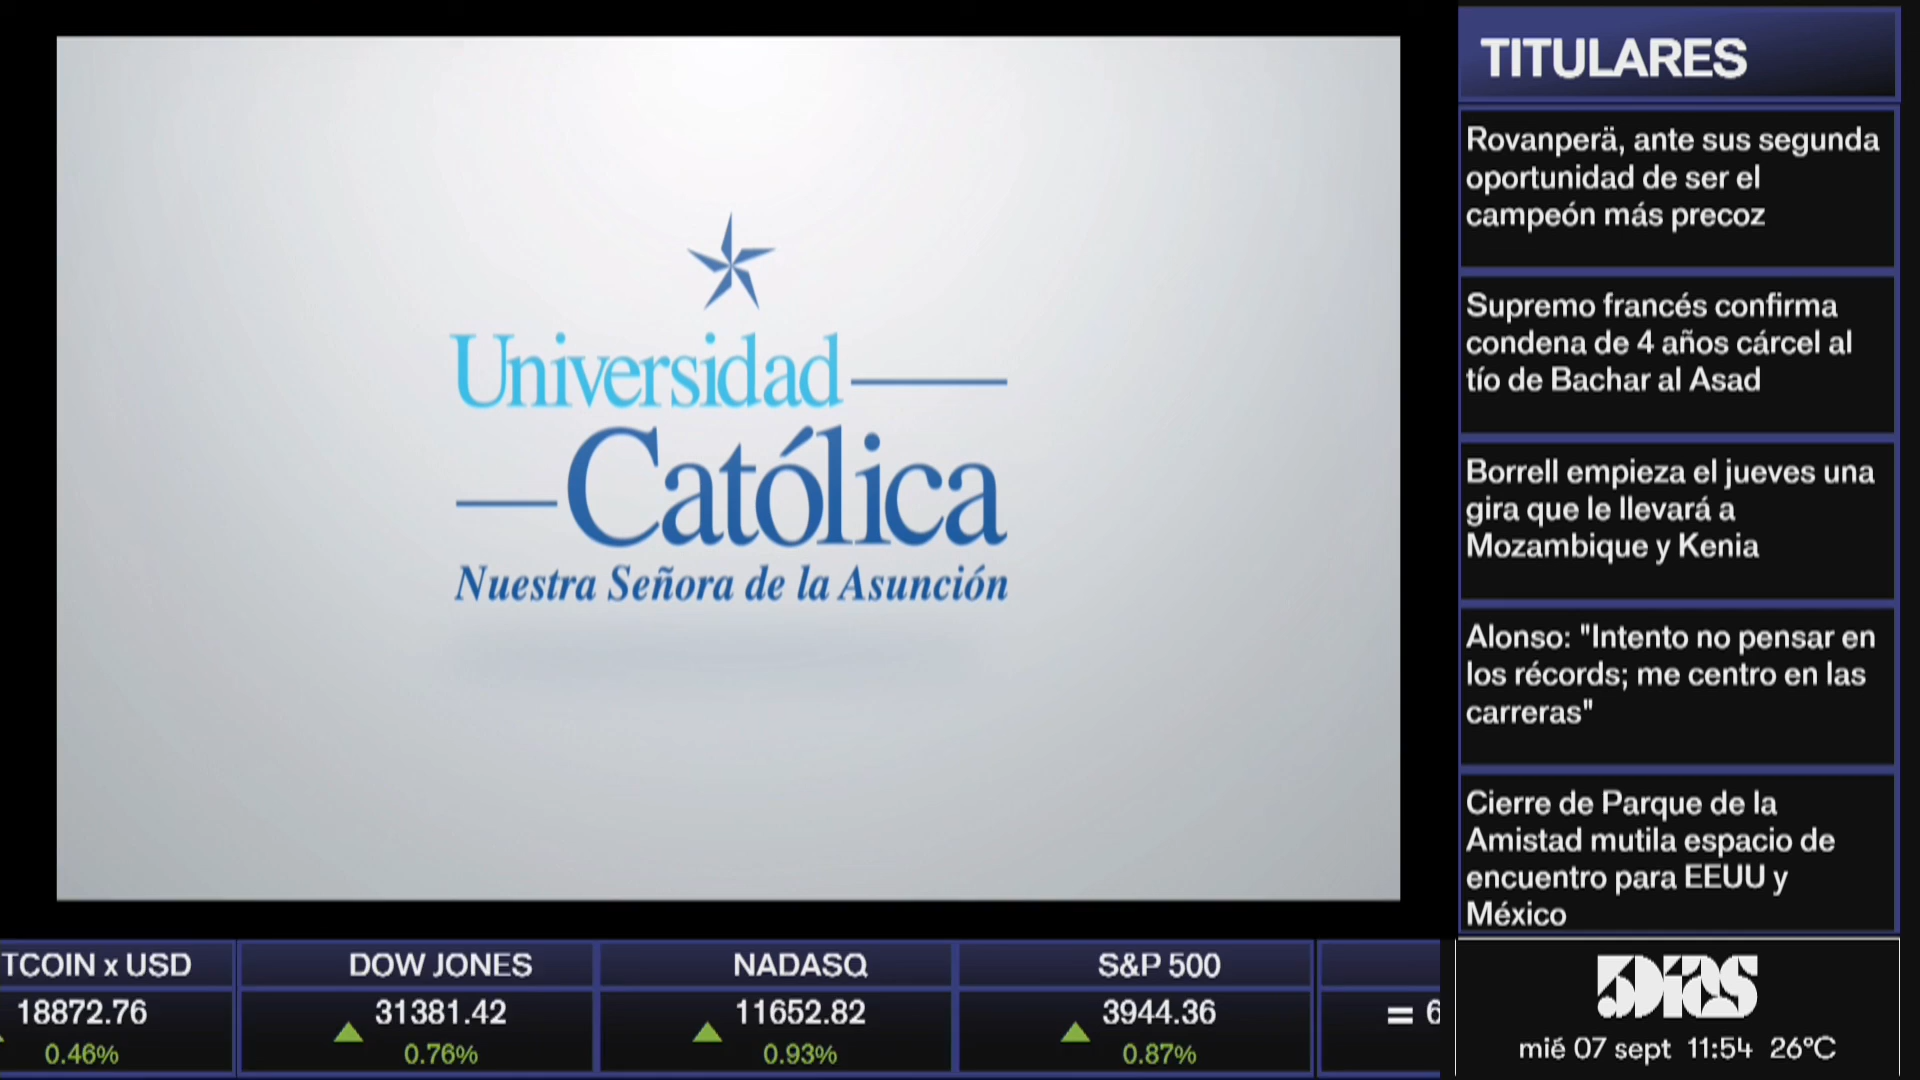 Universidad
Católica
Nuestra Señora de la Asunción
TITULARES
Rovanperä, ante sus segunda
oportunidad de ser el
campeón más precoz
Supremo francés confirma
condena de 4 años cárcel al
tío de Bachar al Asad
Borrell empieza el jueves una
gira que le llevará a
Mozambique y Kenia
Alonso: "Intento no pensar en
los récords; me centro en las
carreras"
Cierre de Parque de la
Amistad mutila espacio de
encuentro para EEUU y
México
TCOIN x USD
18872.76
0.46%
DOW JONES
31381.42
0.76%
NADASQ
11652.82
0.93%
S&P 500
3944.36
0.87%
= 6
5DIAS
mié 07 sept 11:54 26°C